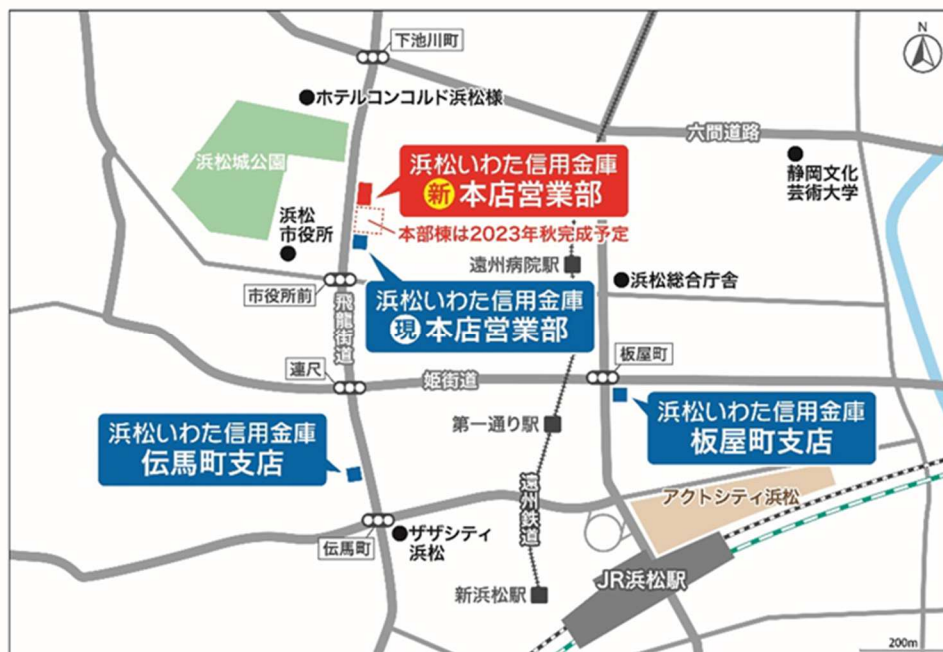 下池川町
N
ホテルコンコルド浜松様
六間道路
浜松城公園
浜松いわた信用金庫
新 本店営業部
静岡文化
芸術大学
本部棟は2023年秋完成予定
浜松
市役所
遠州病院駅
浜松総合庁舎
市役所前
浜松いわた信用金庫
現 本店営業部
飛龍街道
板屋町
連尺
姫街道
浜松いわた信用金庫
伝馬町支店
第一通り駅
浜松いわた信用金庫
板屋町支店
遠州鉄道
アクトシティ浜松
伝馬町
ザザシティ
浜松
JR浜松駅
新浜松駅
200m